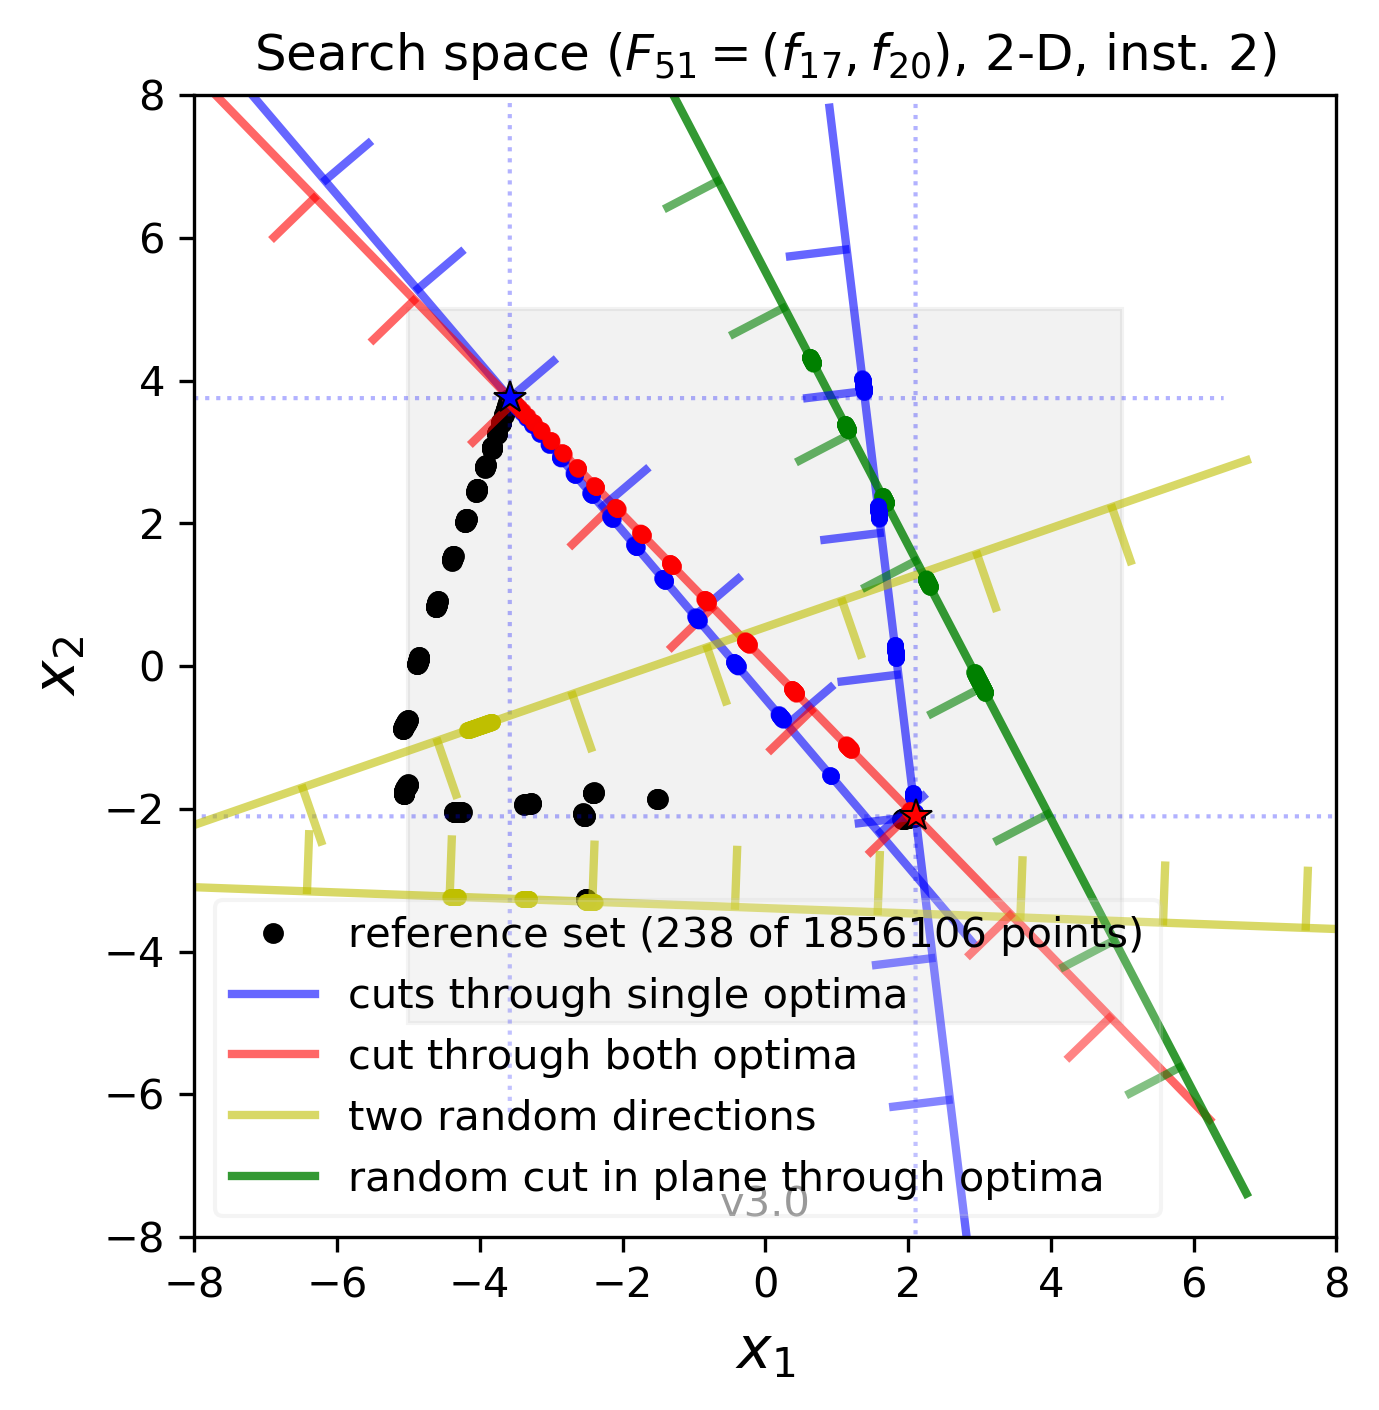 Search space (F51 = (f17, f20), 2-D, inst. 2)
8
6
4
2
0
−2
−4
−6
−8
x2
reference set (238 of 1856106 points)
cuts through single optima
cut through both optima
two random directions
random cut in plane through optima
v3.0
−8 −6 −4 −2 0 2 4 6 8
x1